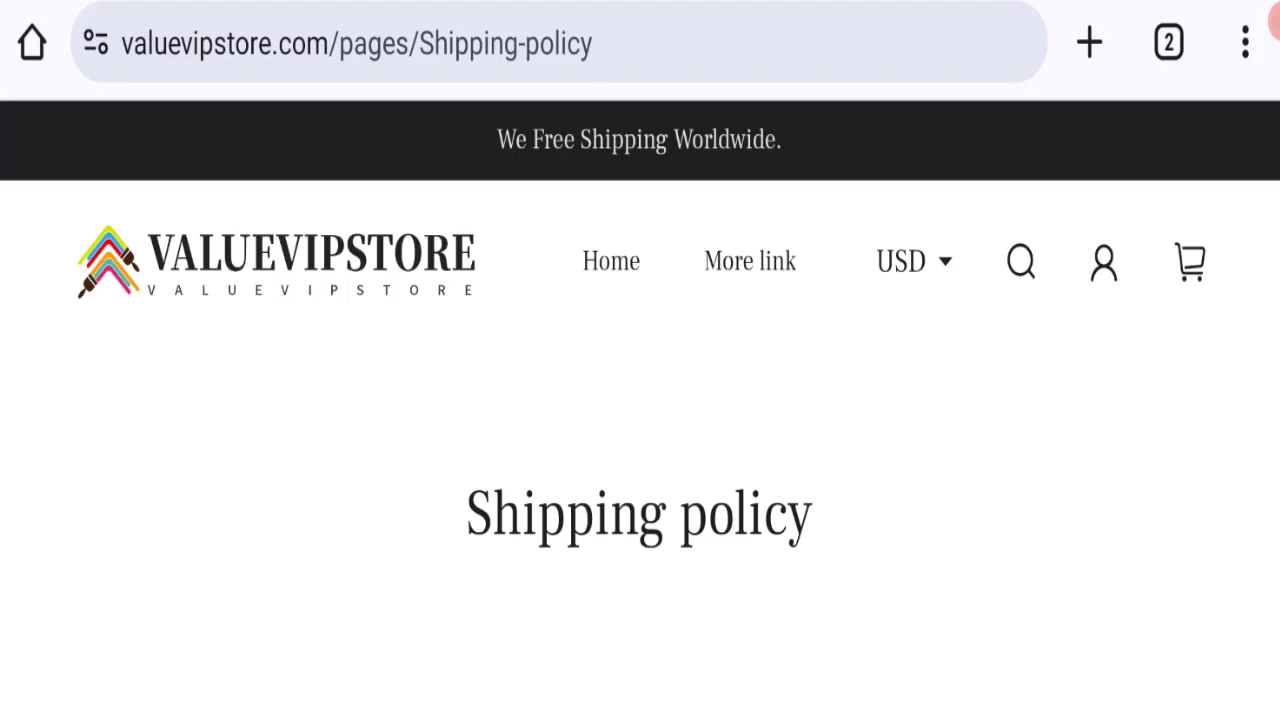 valuevipstore.com/pages/Shipping-policy
2
We Free Shipping Worldwide.
VALUEVIPSTORE
VALUEVIPSTORE
Home
More link
USD
Shipping policy